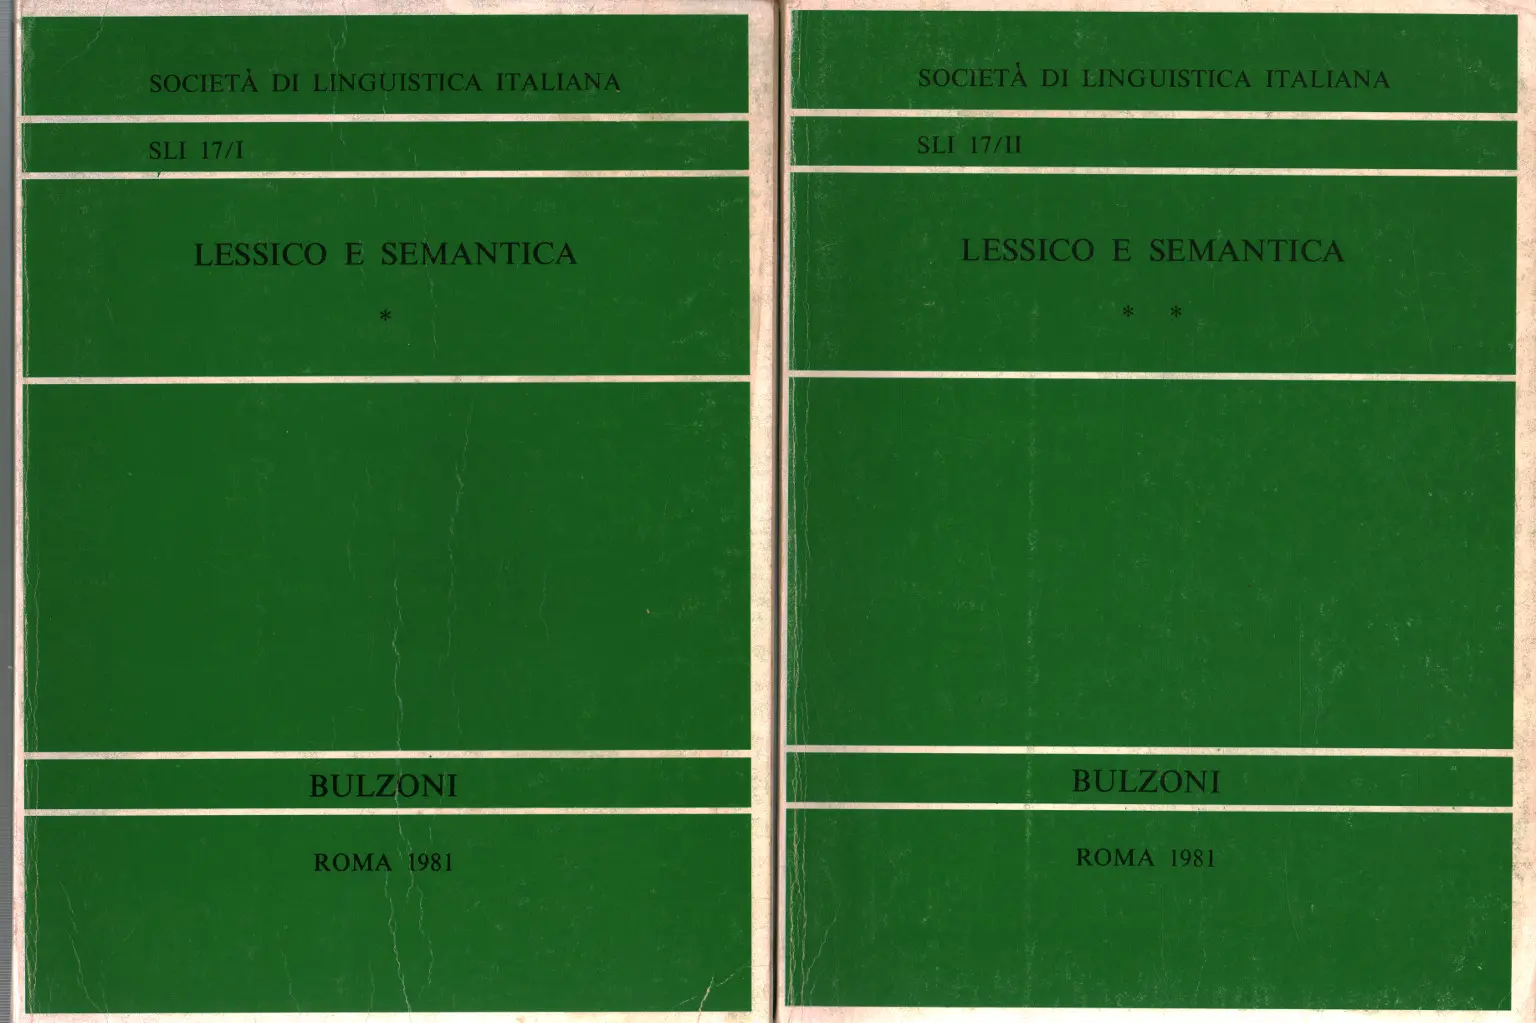 SOCIETÀ DI LINGUISTICA ITALIANA
SLI 17/I
LESSICO E SEMANTICA
*
BULZONI
ROMA 1981
SOCIETÀ DI LINGUISTICA ITALIANA
SLI 17/II
LESSICO E SEMANTICA
* *
BULZONI
ROMA 1981